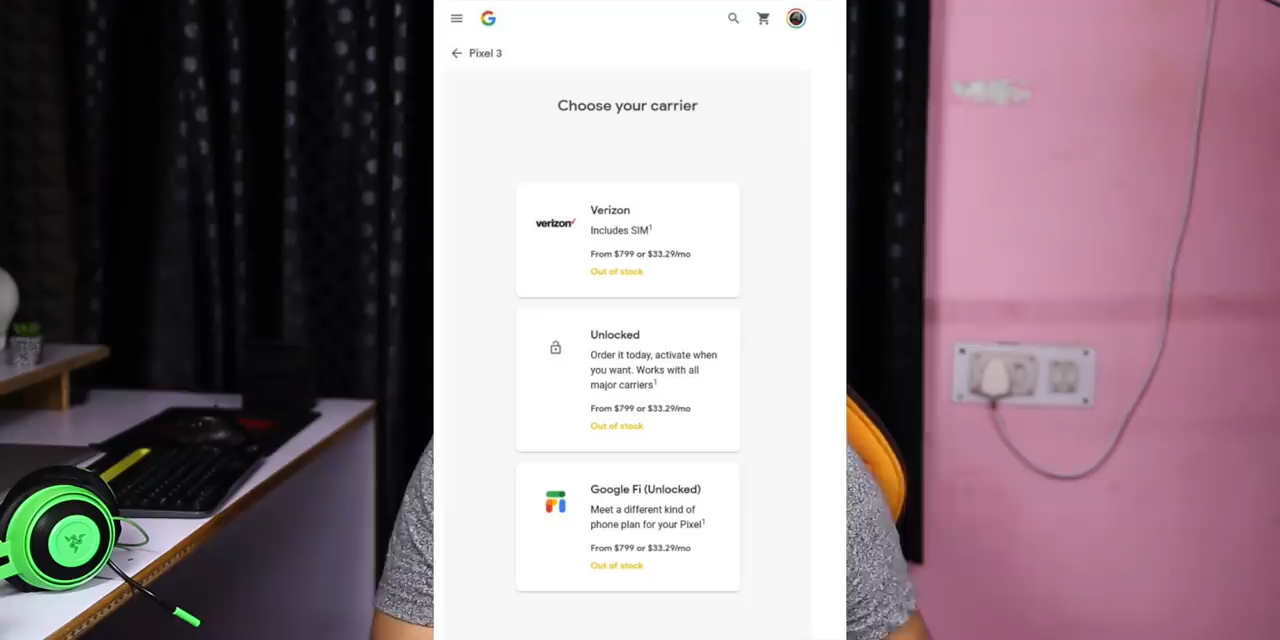 Pixel 3
Choose your carrier
verizon
Verizon
Includes SIM1
From $799 or $33.29/mo
Out of stock
Unlocked
Order it today, activate when
you want. Works with all
major carriers1
From $799 or $33.29/mo
Out of stock
Google Fi (Unlocked)
Meet a different kind of
phone plan for your Pixel1
From $799 or $33.29/mo
Out of stock